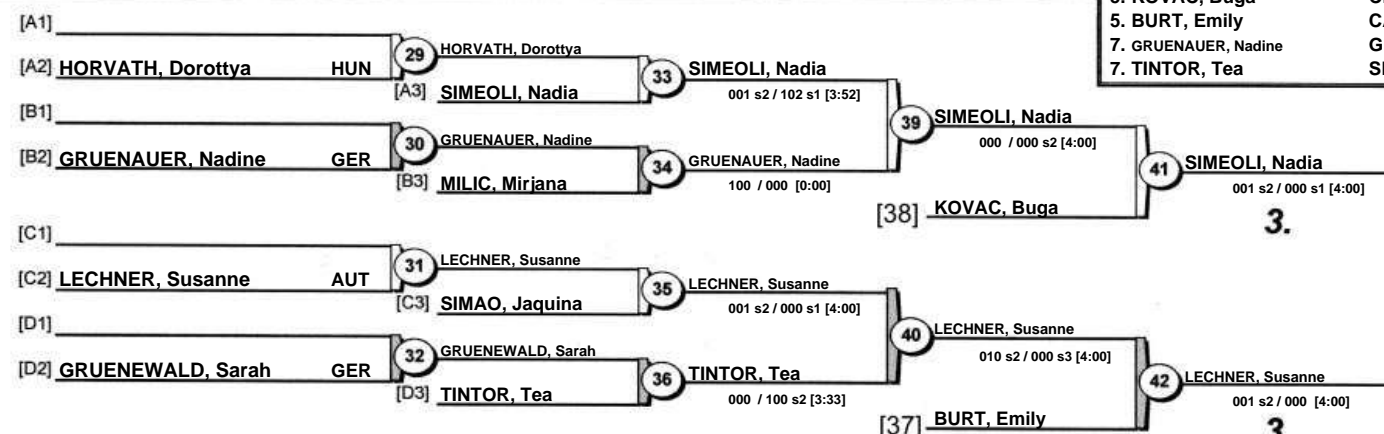 5. BURT, Emily
7. GRUENAUER, Nadine G
7. TINTOR, Tea
[A1]
[A2] HORVATH, Dorottya HUN
29
HORVATH, Dorottya
[A3] SIMEOLI, Nadia
33
SIMEOLI, Nadia
001 s2 / 102 s1 [3:52]
[B1]
[B2] GRUENAUER, Nadine GER
30
GRUENAUER, Nadine
[B3] MILIC, Mirjana
34
GRUENAUER, Nadine
100 / 000 [0:00]
39
SIMEOLI, Nadia
000 / 000 s2 [4:00]
[38] KOVAC, Buga
41
SIMEOLI, Nadia
001 s2 / 000 s1 [4:00]
3.
[C1]
[C2] LECHNER, Susanne AUT
31
LECHNER, Susanne
[C3] SIMAO, Jaquina
35
LECHNER, Susanne
001 s2 / 000 s1 [4:00]
[D1]
[D2] GRUENEWALD, Sarah GER
32
GRUENEWALD, Sarah
[D3] TINTOR, Tea
36
TINTOR, Tea
000 / 100 s2 [3:33]
40
LECHNER, Susanne
010 s2 / 000 s3 [4:00]
[37] BURT, Emily
42
LECHNER, Susanne
001 s2 / 000 [4:00]
3